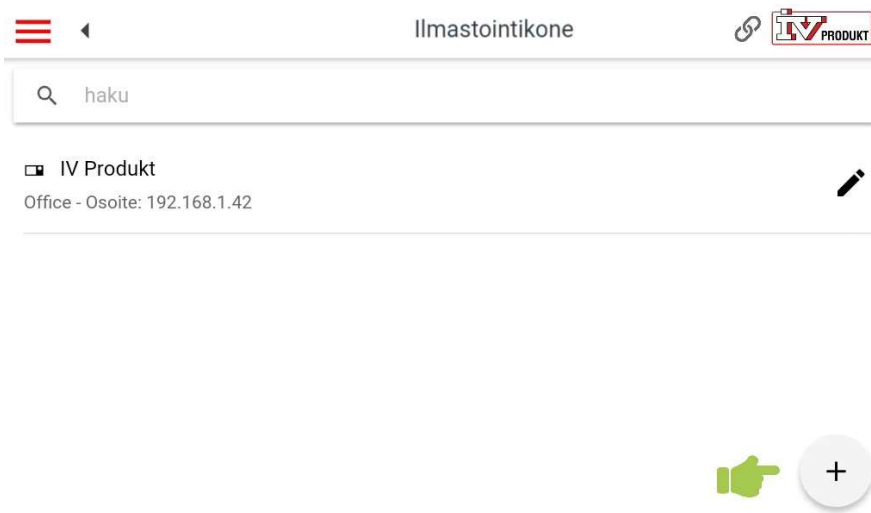 Ilmastointikone
IV PRODUKT
haku
IV Produkt
Office - Osoite: 192.168.1.42
+